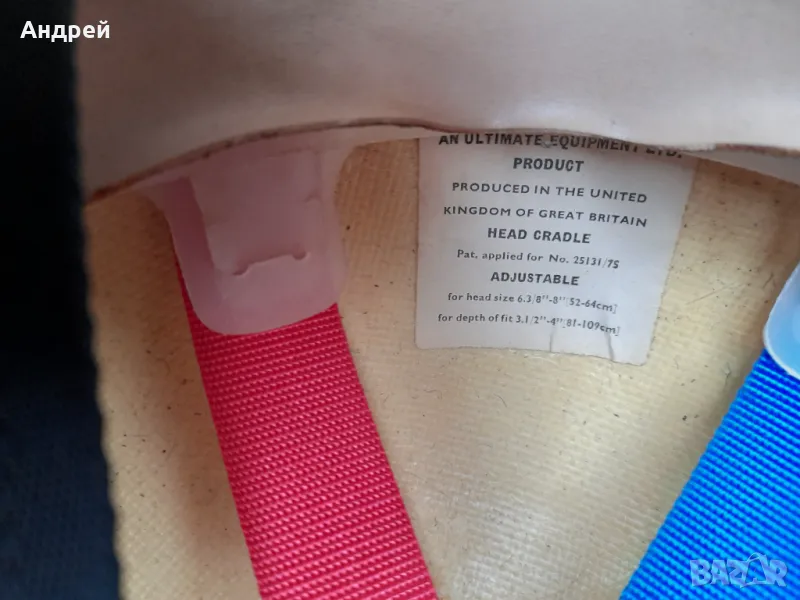 Андрей
AN ULTIMATE EQUIPMENT LTD.
PRODUCT
PRODUCED IN THE UNITED
KINGDOM OF GREAT BRITAIN
HEAD CRADLE
Pat. applied for No. 25131/75
ADJUSTABLE
for head size 6.3/8"-8" [52-64cm]
for depth of fit 3.1/2"-4" [81-109cm]
BAZAR